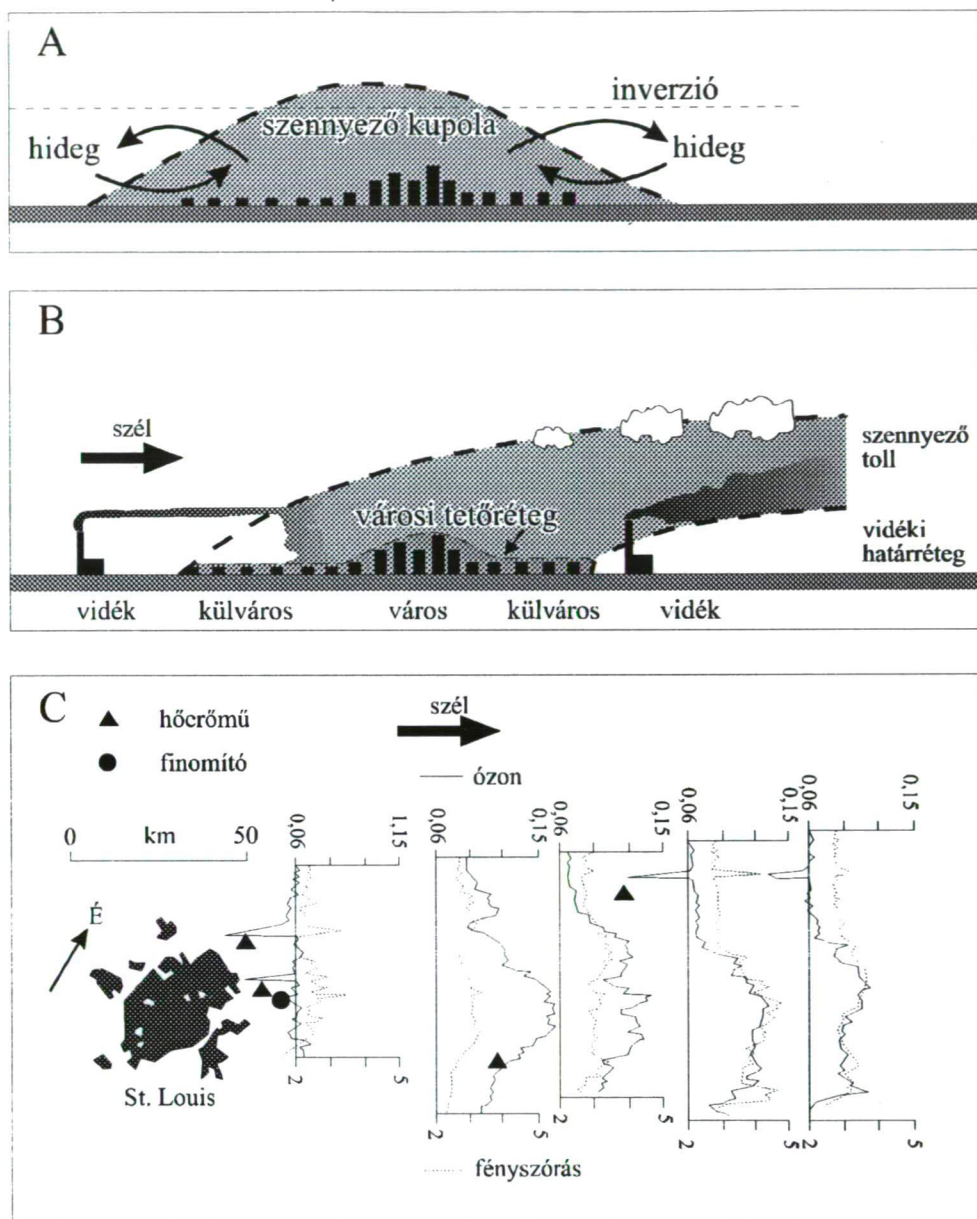 A
inverzió
szennyező kupola
hideg
hideg
B
szél
szennyező
toll
városi tetőréteg
vidéki
határréteg
vidék külváros város külváros vidék
C
hőcrőmű
szél
finomító
ózon
0 km 50
0,06 1,15
0,06 0,15
0,06 0,15
0,06 0,15
0,06 0,15
É
St. Louis
2 5
2 5
2 5
2 5
2 5
fényszórás